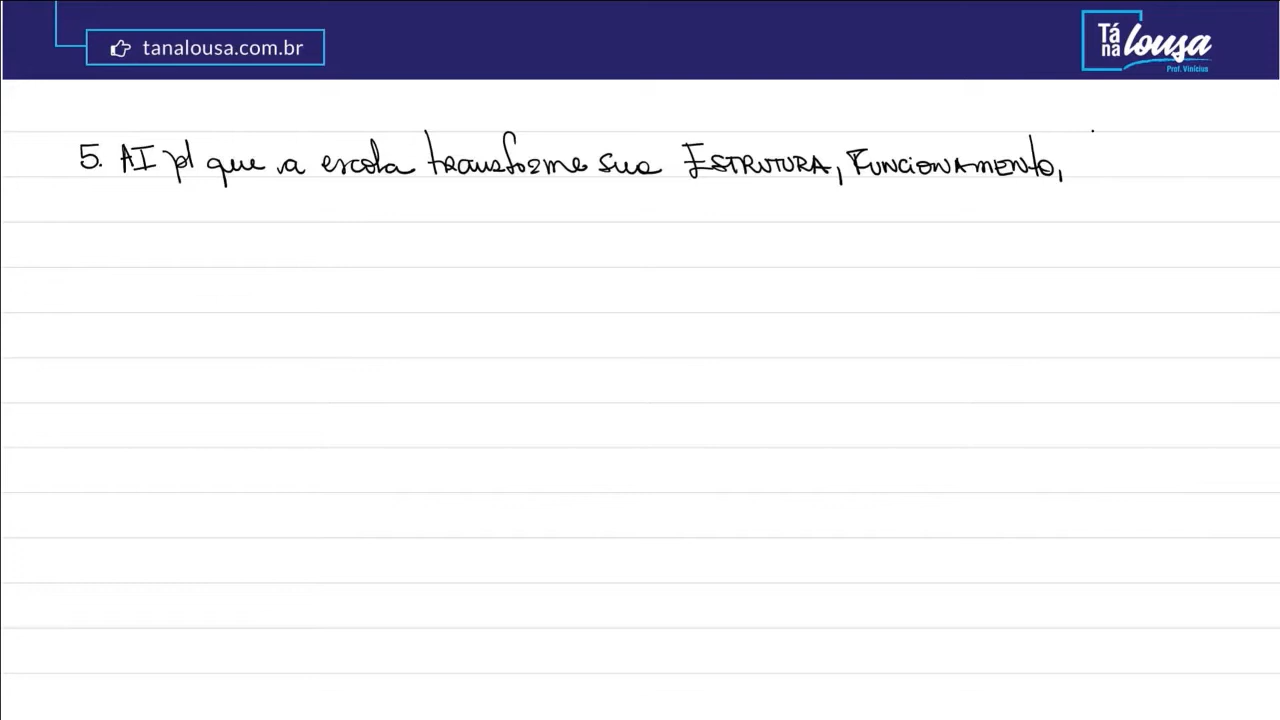 tanalousa.com.br
Tá na lousa
Prof. Vinícius
5. AI p/ que a escola transforme sua ESTRUTURA, FUNCIONAMENTO,